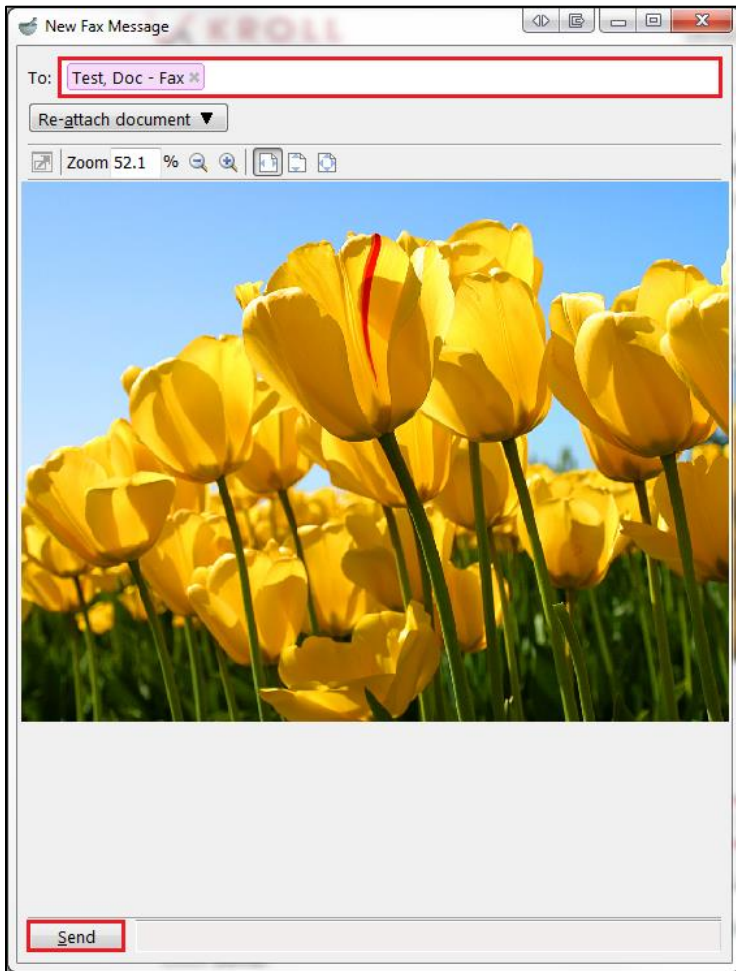 New Fax Message
KROLL
To: Test, Doc - Fax
Re-attach document
Zoom 52.1 %
Send